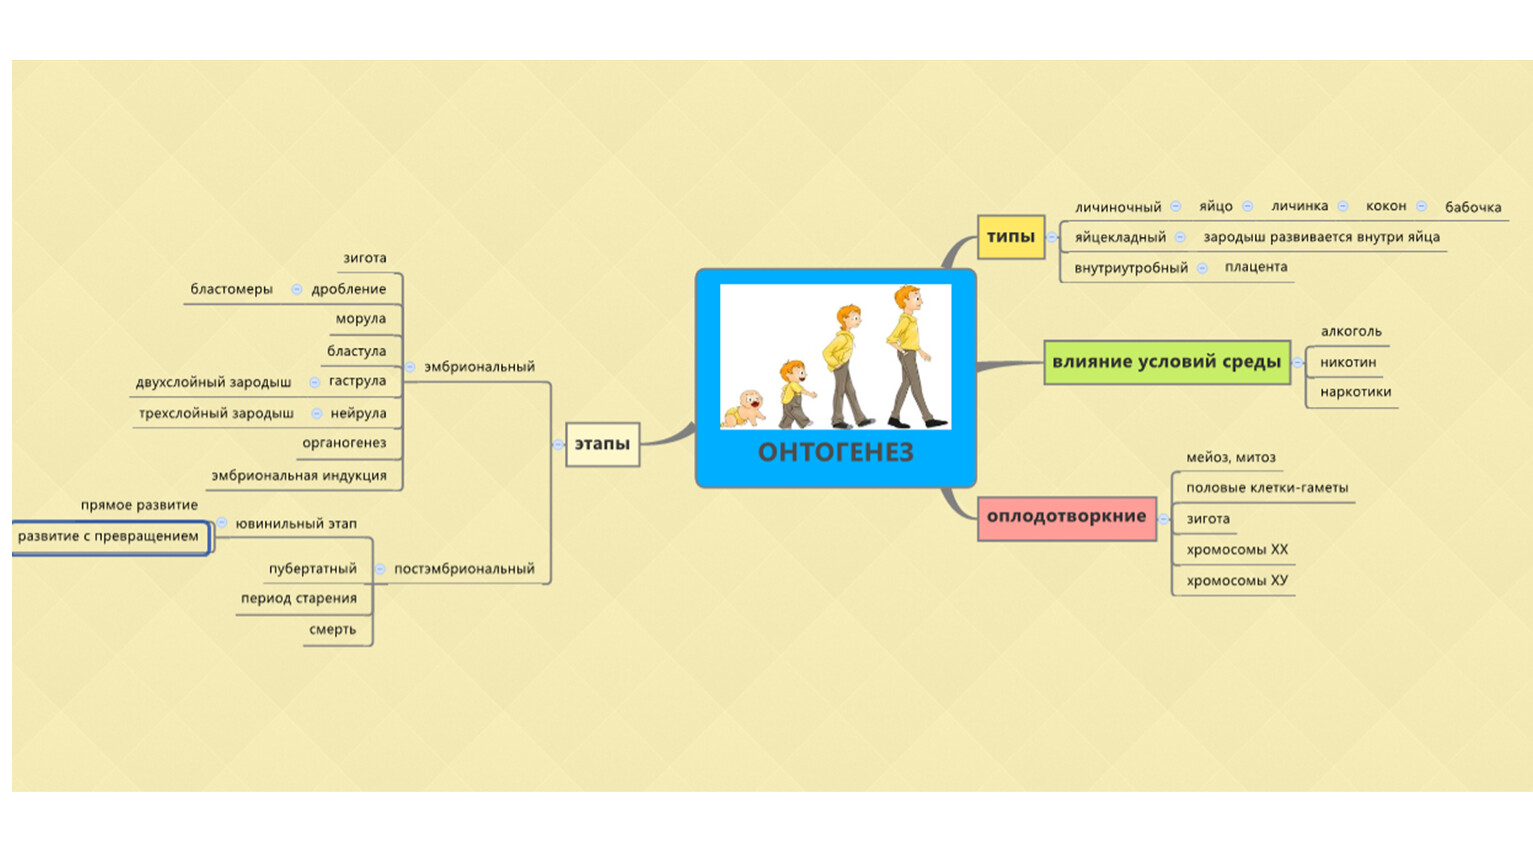 ОНТОГЕНЕЗ
типы
личиночный
яйцо
личинка
кокон
бабочка
яйцекладный
зародыш развивается внутри яйца
внутриутробный
плацента
влияние условий среды
алкоголь
никотин
наркотики
оплодотворкние
мейоз, митоз
половые клетки-гаметы
зигота
хромосомы ХХ
хромосомы ХУ
этапы
эмбриональный
зигота
бластомеры
дробление
морула
бластула
двухслойный зародыш
гаструла
трехслойный зародыш
нейрула
органогенез
эмбриональная индукция
постэмбриональный
прямое развитие
ювинильный этап
развитие с превращением
пубертатный
период старения
смерть